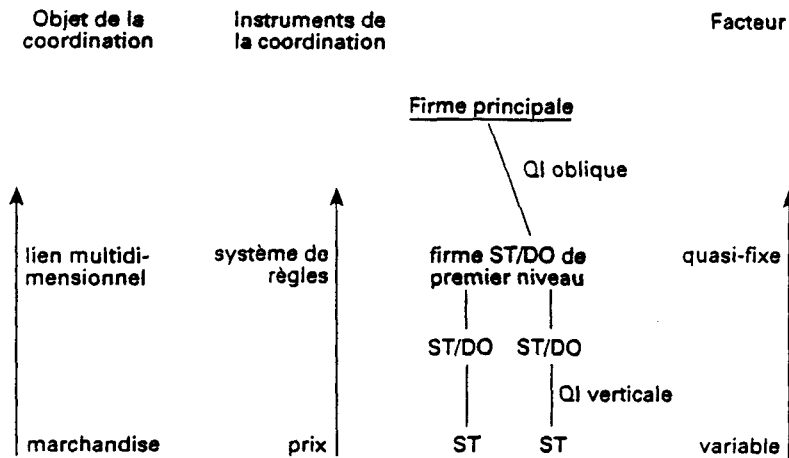 Objet de la
coordination
Instruments de
la coordination
Facteur
Firme principale
QI oblique
lien multidi-
mensionnel
système de
règles
firme ST/DO de
premier niveau
quasi-fixe
ST/DO ST/DO
QI verticale
marchandise
prix
ST ST
variable